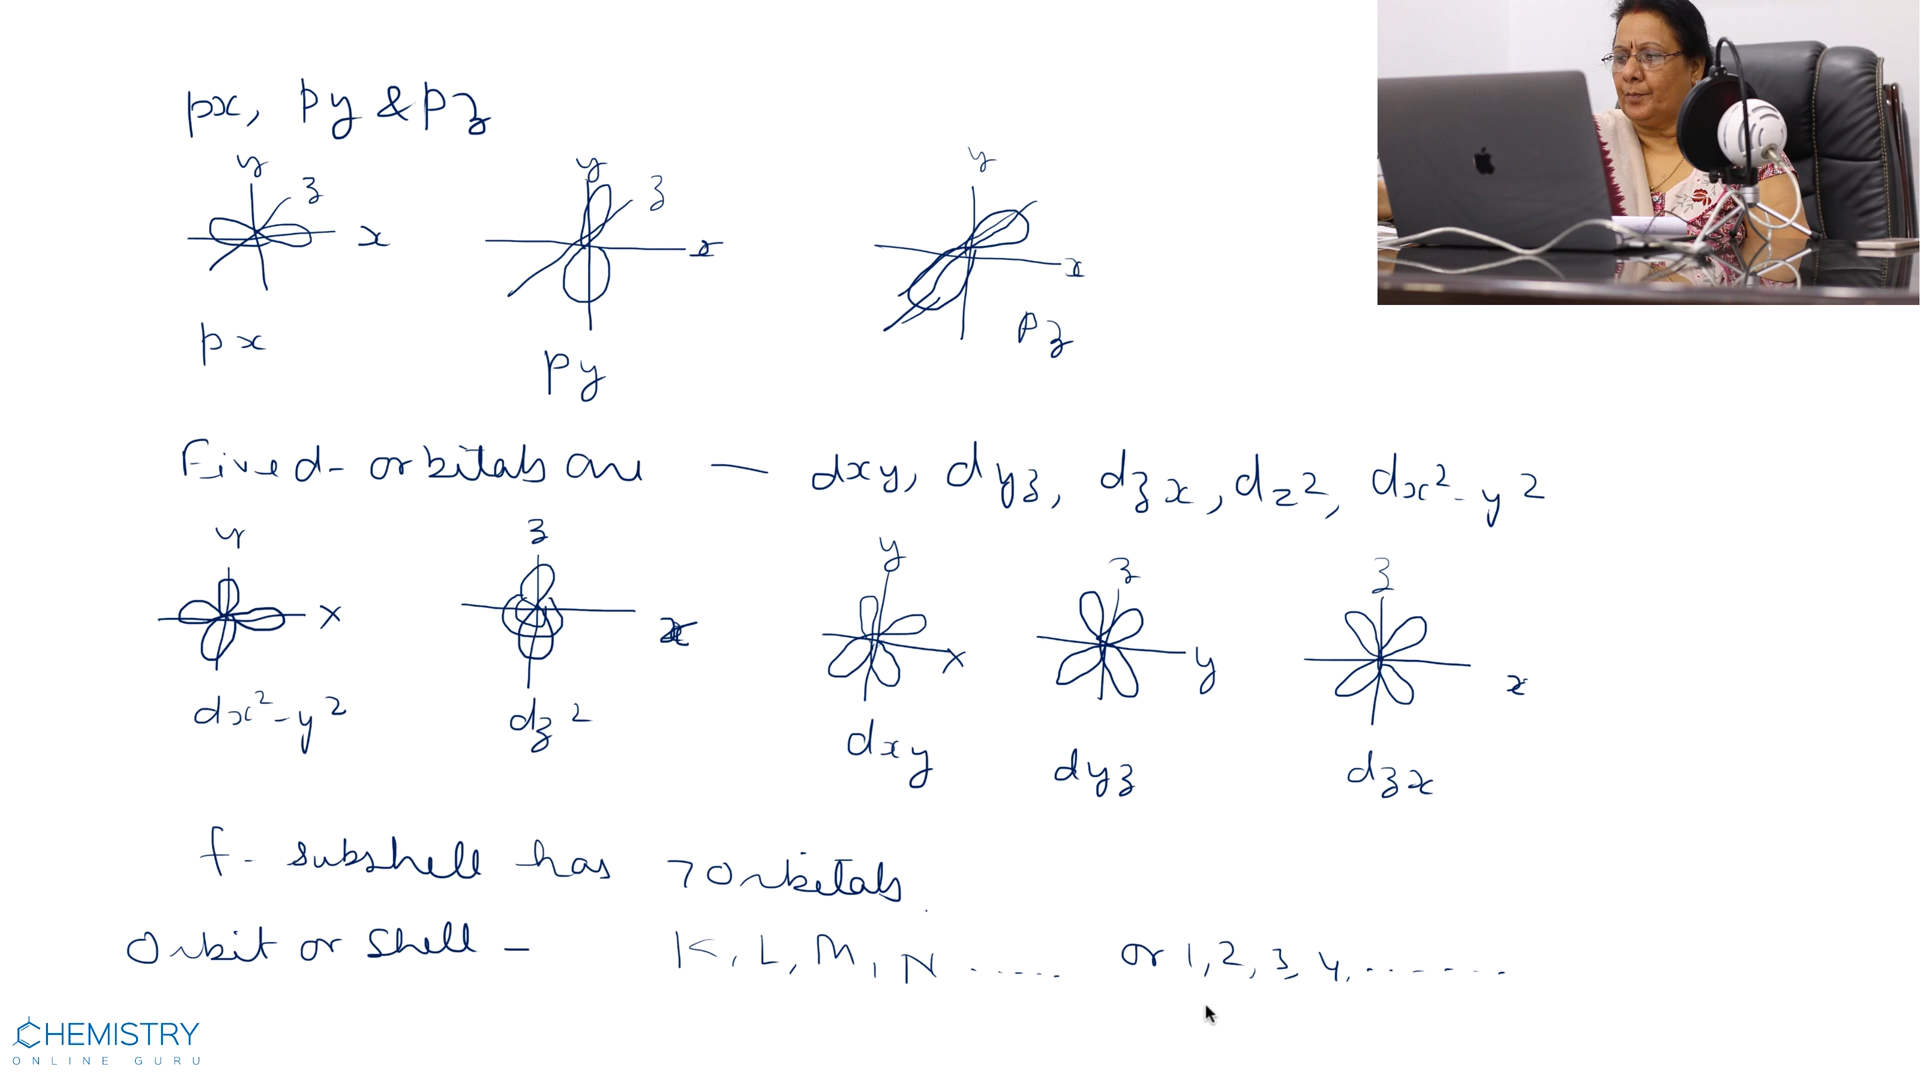 px, py & pz
y y y
z z
x x x
px py pz
Five d- orbitals are — dxy, dyz, dzx, dz2, dx2-y2
y z y z z
x x y x
dx2-y2 dz2 dxy dyz dzx
f- subshell has 7 orbitals
Orbit or Shell - K, L, M, N ..... or 1, 2, 3, 4, .......
CHEMISTRY
ONLINE GURU